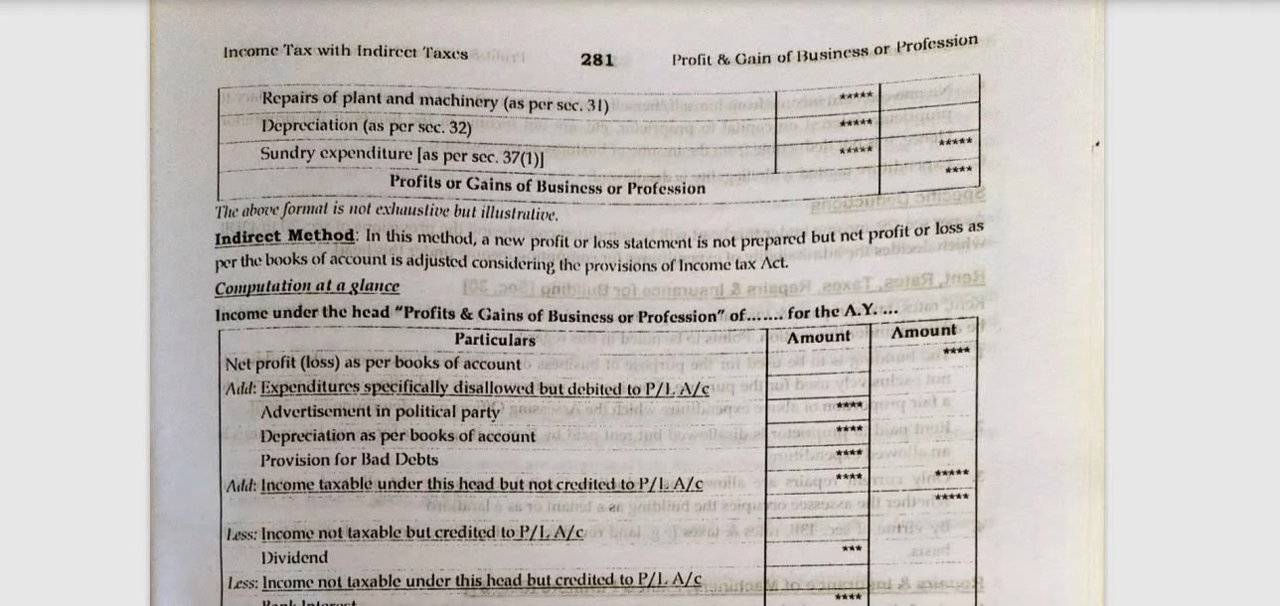 Income Tax with Indirect Taxes 281 Profit & Gain of Business or Profession
Repairs of plant and machinery (as per sec. 31) *****
Depreciation (as per sec. 32) *****
Sundry expenditure [as per sec. 37(1)] ***** *****
Profits or Gains of Business or Profession ****
The above format is not exhaustive but illustrative.
Indirect Method: In this method, a new profit or loss statement is not prepared but net profit or loss as
per the books of account is adjusted considering the provisions of Income tax Act.
Computation at a glance
Income under the head "Profits & Gains of Business or Profession" of....... for the A.Y. ...
Particulars Amount Amount
Net profit (loss) as per books of account ****
Add: Expenditures specifically disallowed but debited to P/L A/c
Advertisement in political party ****
Depreciation as per books of account ****
Provision for Bad Debts ****
Add: Income taxable under this head but not credited to P/L A/c **** *****
*****
Less: Income not taxable but credited to P/L A/c
Dividend ***
Less: Income not taxable under this head but credited to P/L A/c
Bank Interest ****